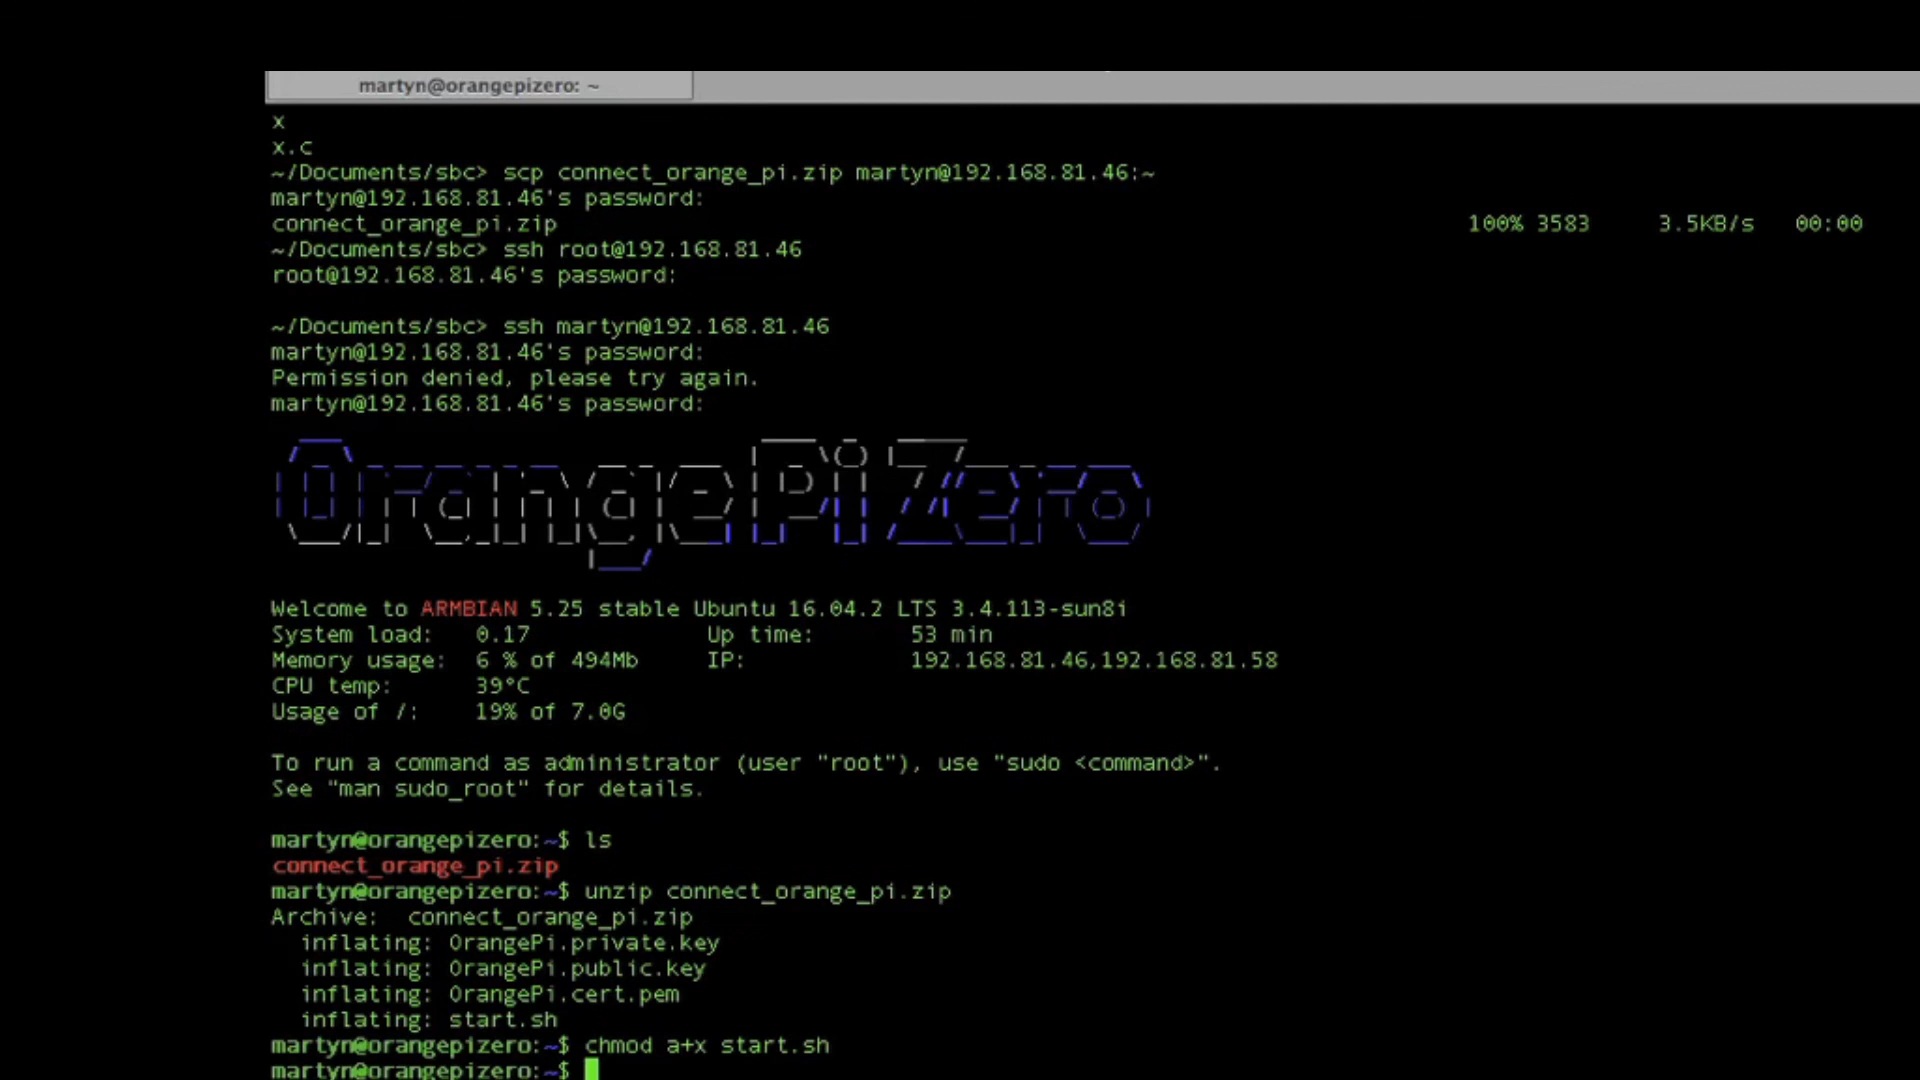 martyn@orangepizero: ~
x
x.c
~/Documents/sbc> scp connect_orange_pi.zip martyn@192.168.81.46:~
martyn@192.168.81.46's password:
connect_orange_pi.zip 100% 3583 3.5KB/s 00:00
~/Documents/sbc> ssh root@192.168.81.46
root@192.168.81.46's password:
~/Documents/sbc> ssh martyn@192.168.81.46
martyn@192.168.81.46's password:
Permission denied, please try again.
martyn@192.168.81.46's password:
Orange Pi Zero
Welcome to ARMBIAN 5.25 stable Ubuntu 16.04.2 LTS 3.4.113-sun8i
System load: 0.17 Up time: 53 min
Memory usage: 6 % of 494Mb IP: 192.168.81.46,192.168.81.58
CPU temp: 39°C
Usage of /: 19% of 7.0G
To run a command as administrator (user "root"), use "sudo <command>".
See "man sudo_root" for details.
martyn@orangepizero:~$ ls
connect_orange_pi.zip
martyn@orangepizero:~$ unzip connect_orange_pi.zip
Archive: connect_orange_pi.zip
inflating: OrangePi.private.key
inflating: OrangePi.public.key
inflating: OrangePi.cert.pem
inflating: start.sh
martyn@orangepizero:~$ chmod a+x start.sh
martyn@orangepizero:~$